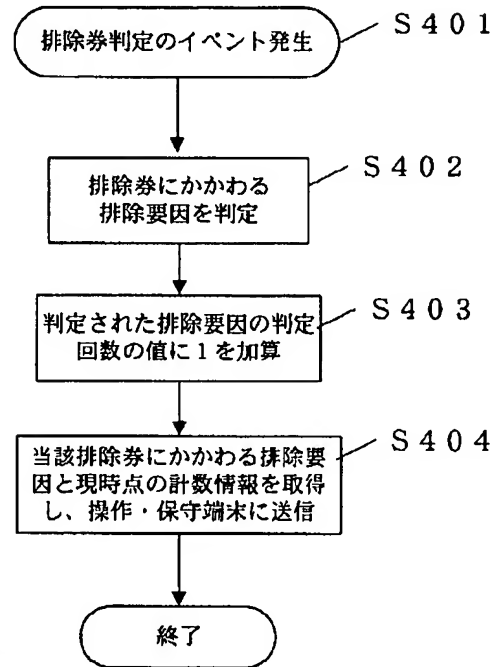 排除券判定のイベント発生
S401
排除券にかかわる
排除要因を判定
S402
判定された排除要因の判定
回数の値に1を加算
S403
当該排除券にかかわる排除要
因と現時点の計数情報を取得
し、操作・保守端末に送信
S404
終了